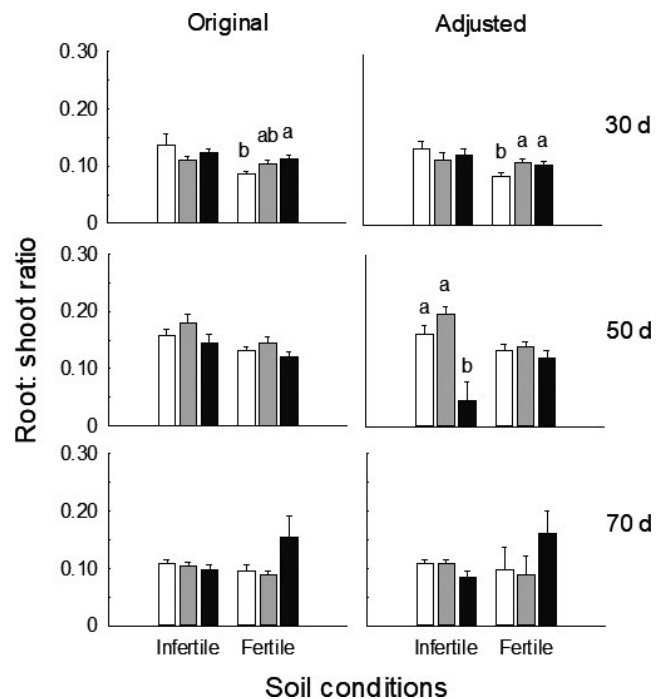 Original Adjusted
0.30
0.20
0.10
0
b ab a
b a a
30 d
0.30
0.20
0.10
0
a a b
50 d
0.30
0.20
0.10
0
70 d
Root: shoot ratio
Infertile Fertile Infertile Fertile
Soil conditions